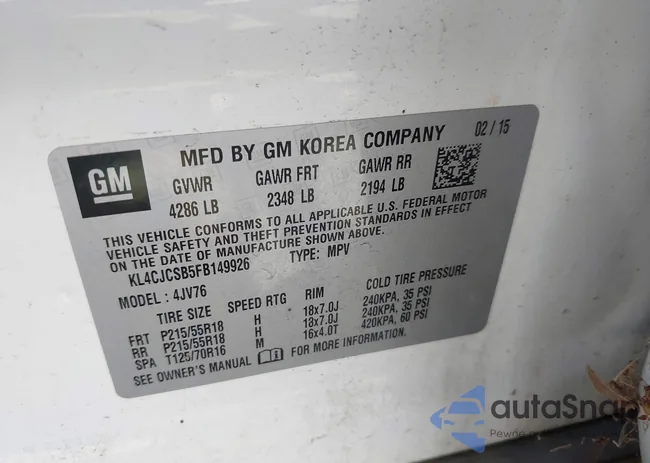 GM
MFD BY GM KOREA COMPANY 02/15
GVWR GAWR FRT GAWR RR
4286 LB 2348 LB 2194 LB
THIS VEHICLE CONFORMS TO ALL APPLICABLE U.S. FEDERAL MOTOR
VEHICLE SAFETY AND THEFT PREVENTION STANDARDS IN EFFECT
ON THE DATE OF MANUFACTURE SHOWN ABOVE.
KL4CJCSB5FB149926 TYPE: MPV
MODEL: 4JV76
TIRE SIZE SPEED RTG RIM COLD TIRE PRESSURE
FRT P215/55R18 H 18x7.0J 240KPA, 35 PSI
RR P215/55R18 H 18x7.0J 240KPA, 35 PSI
SPA T125/70R16 M 16x4.0T 420KPA, 60 PSI
SEE OWNER'S MANUAL FOR MORE INFORMATION.
autaSnap